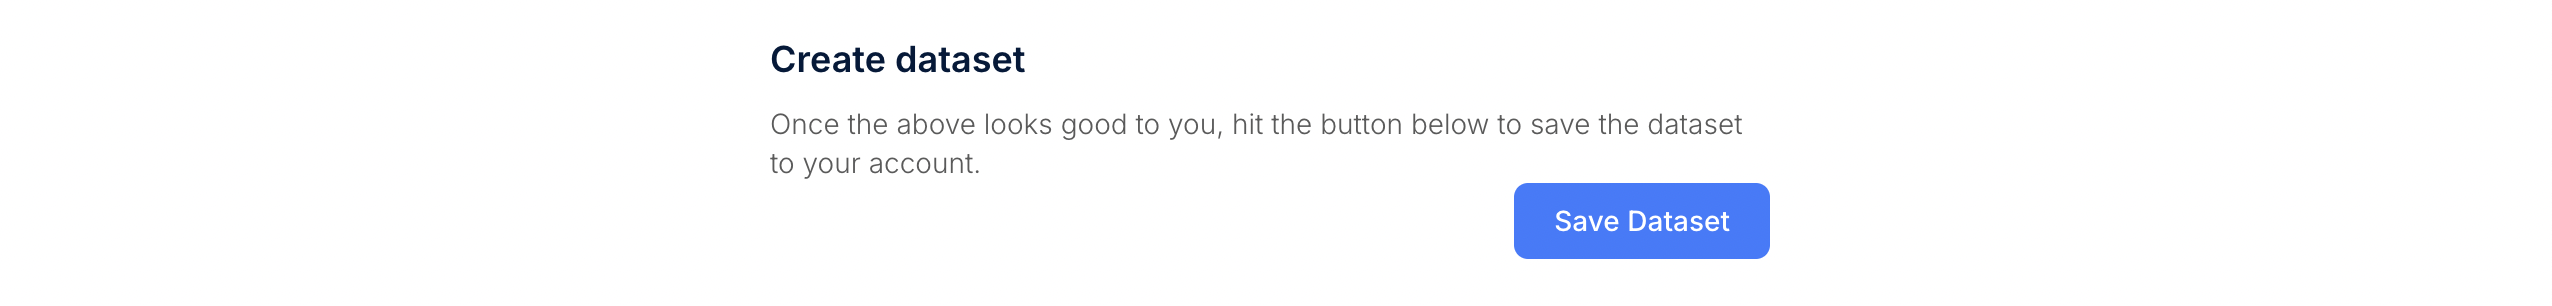 Create dataset
Once the above looks good to you, hit the button below to save the dataset
to your account.
Save Dataset